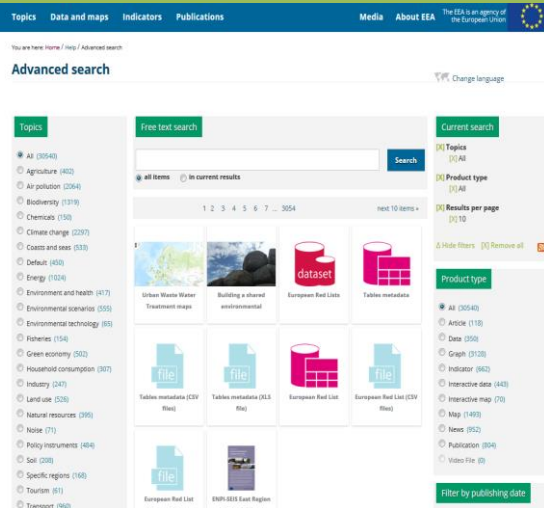 Topics Data and maps Indicators Publications Media About EEA The EEA is an agency of
the European Union
You are here: Home / Help / Advanced search
Advanced search
Change language
Topics
All (30540)
Agriculture (402)
Air pollution (2364)
Biodiversity (1319)
Chemicals (150)
Climate change (2297)
Coasts and seas (533)
Default (450)
Energy (1024)
Environment and health (417)
Environmental scenarios (555)
Environmental technology (65)
Fisheries (154)
Green economy (502)
Household consumption (307)
Industry (247)
Land use (526)
Natural resources (395)
Noise (71)
Policy instruments (484)
Soil (208)
Specific regions (168)
Tourism (61)
Transport (960)
Free text search
Search
all items in current results
1 2 3 4 5 6 7 ... 3054 next 10 items »
dataset
Urban Waste Water
Treatment maps
Building a shared
environmental
European Red Lists
Tables metadata
file
file
file
Tables metadata (CSV
files)
Tables metadata (XLS
file)
European Red List
European Red List (CSV
files)
file
European Red List
ENPI-SEIS East Region
Current search
[X] Topics
[X] All
[X] Product type
[X] All
[X] Results per page
[X] 10
Hide filters [X] Remove all
Product type
All (30540)
Article (118)
Data (350)
Graph (3128)
Indicator (662)
Interactive data (443)
Interactive map (70)
Map (1493)
News (952)
Publication (804)
Video File (0)
Filter by publishing date